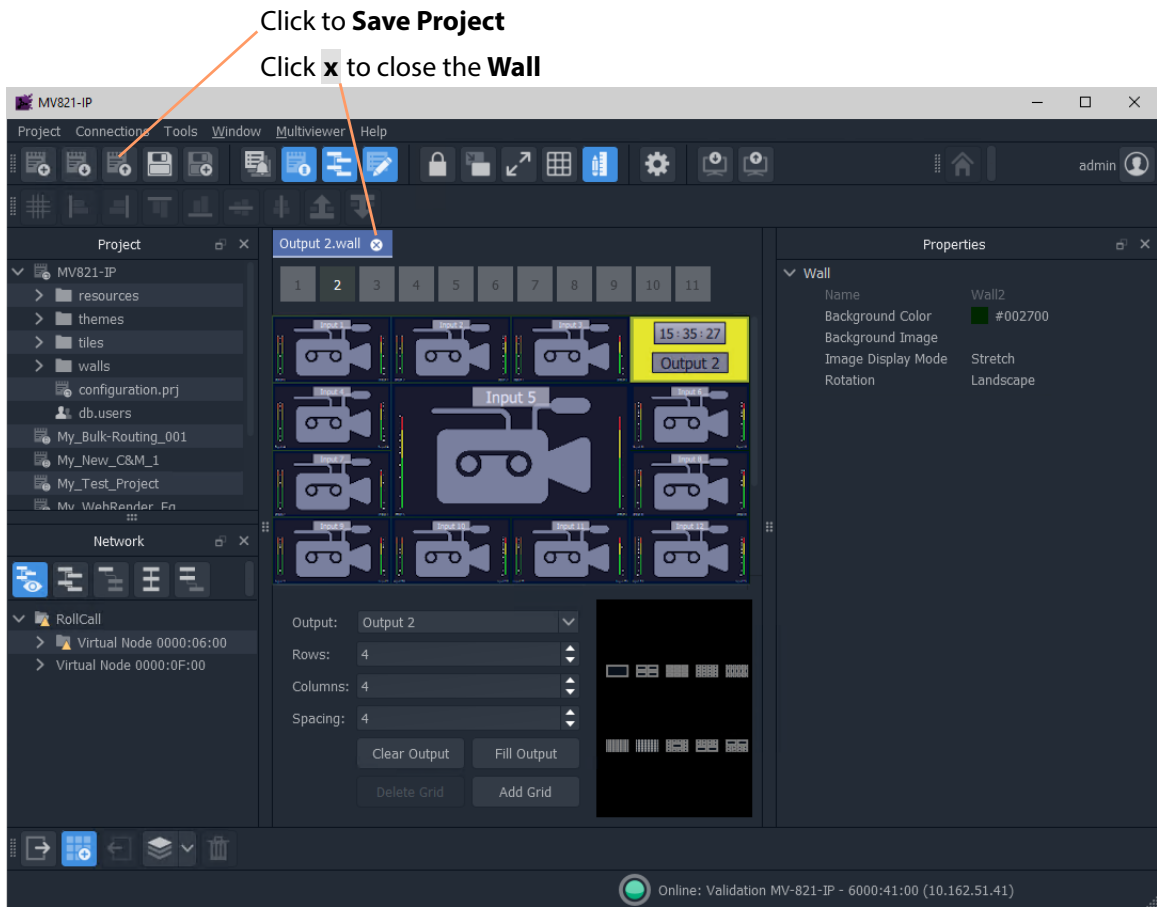 Click to Save Project
Click x to close the Wall
MV821-IP
Project Connections Tools Window Multiviewer Help
admin
Project
MV821-IP
resources
themes
tiles
walls
configuration.prj
db.users
My_Bulk-Routing_001
My_New_C&M_1
My_Test_Project
My_WebRender_Eg
Network
RollCall
Virtual Node 0000:06:00
Virtual Node 0000:0F:00
Output 2.wall
1 2 3 4 5 6 7 8 9 10 11
Input 1 Input 2 Input 3 15:35:27
Output 2
Input 4 Input 5 Input 6
Input 7 Input 8
Input 9 Input 10 Input 11 Input 12
Output: Output 2
Rows: 4
Columns: 4
Spacing: 4
Clear Output Fill Output
Delete Grid Add Grid
Properties
Wall
Name Wall2
Background Color #002700
Background Image
Image Display Mode Stretch
Rotation Landscape
Online: Validation MV-821-IP - 6000:41:00 (10.162.51.41)